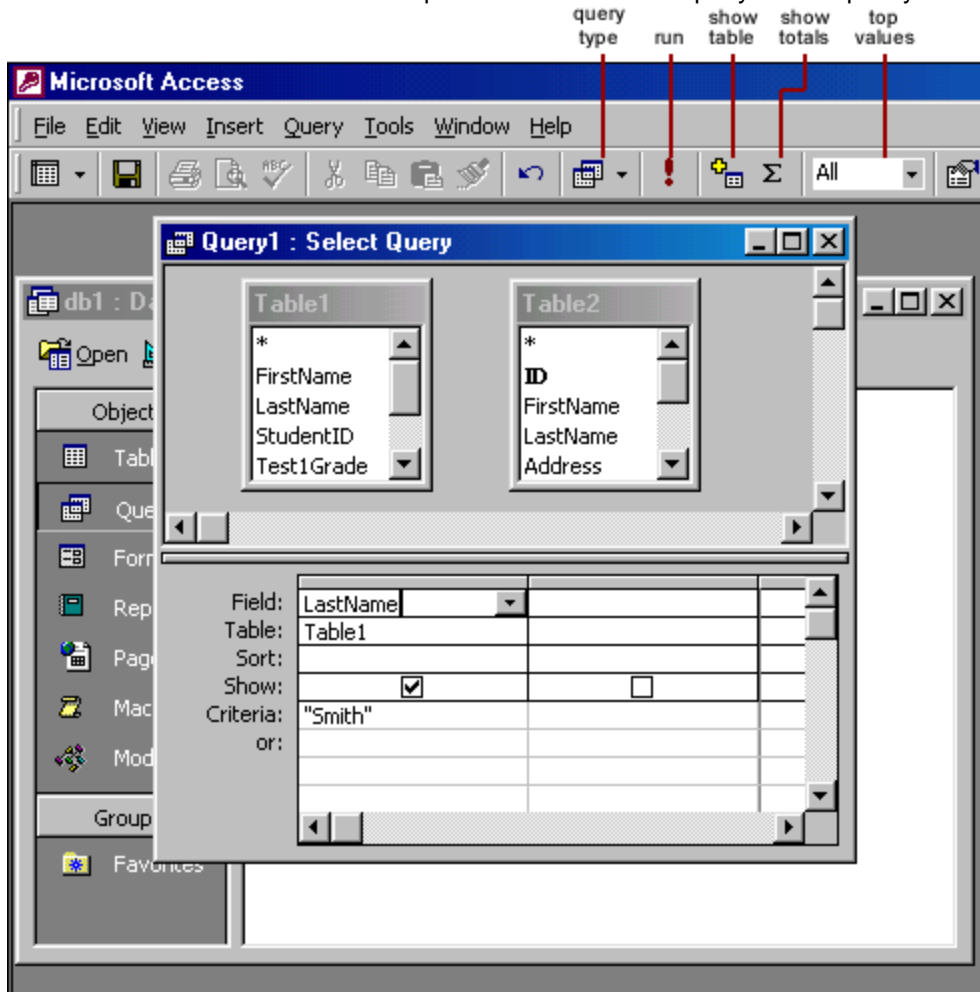 query type
run
show table
show totals
top values
Microsoft Access
File Edit View Insert Query Tools Window Help
ABC
All
Query1 : Select Query
db1 : Da
Open
Table1
*
FirstName
LastName
StudentID
Test1Grade
Table2
*
ID
FirstName
LastName
Address
Object
Tabl
Que
Forr
Rep
Pag
Mac
Mod
Group
Favorites
Field: LastName
Table: Table1
Sort:
Show:
Criteria: "Smith"
or: